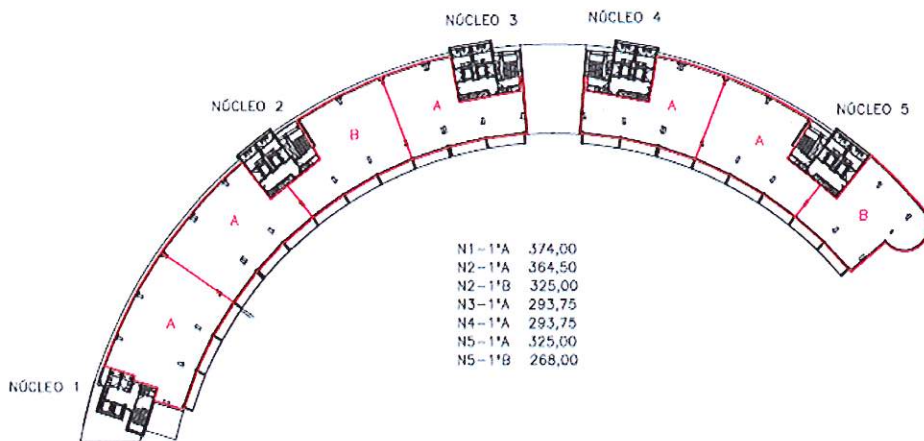 NÚCLEO 3
NÚCLEO 4
NÚCLEO 2
NÚCLEO 5
A
B
A
A
A
B
A
NÚCLEO 1
N1-1ªA 374,00
N2-1ªA 364,50
N2-1ªB 325,00
N3-1ªA 293,75
N4-1ªA 293,75
N5-1ªA 325,00
N5-1ªB 268,00